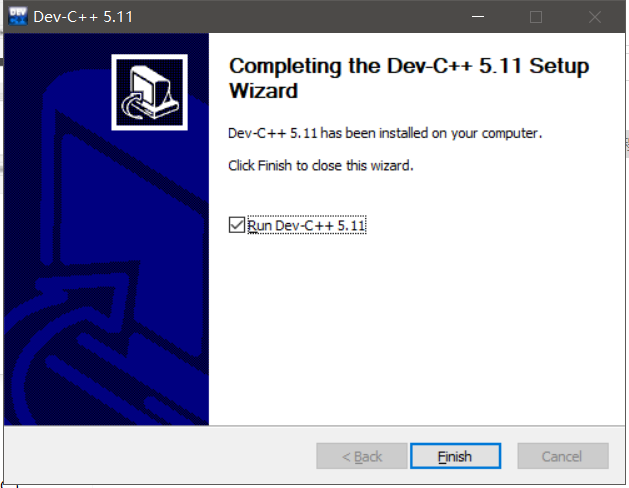 Dev-C++ 5.11
Completing the Dev-C++ 5.11 Setup
Wizard
Dev-C++ 5.11 has been installed on your computer.
Click Finish to close this wizard.
Run Dev-C++ 5.11
< Back
Finish
Cancel